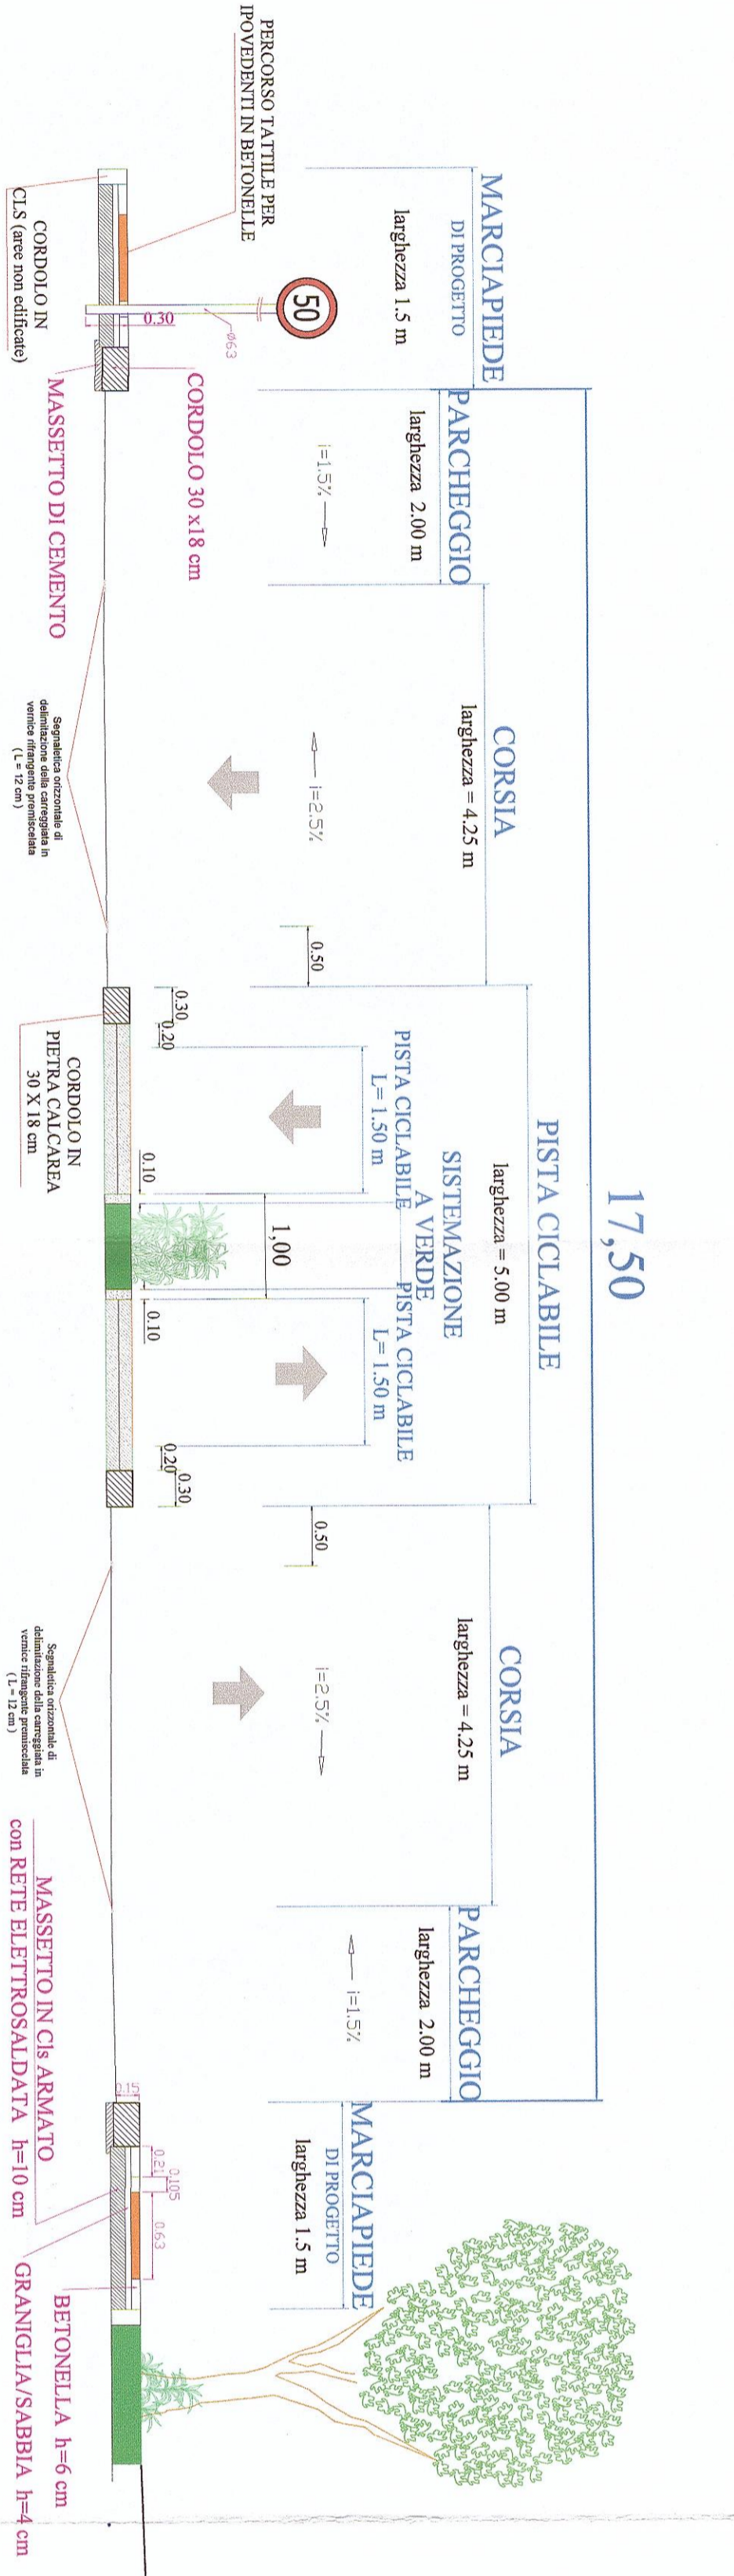 17,50
MARCIAPIEDE
DI PROGETTO
larghezza 1.5 m
PARCHEGGIO
larghezza 2.00 m
i=1.5%
CORSIA
larghezza = 4.25 m
i=2.5%
0.50
PISTA CICLABILE
larghezza = 5.00 m
SISTEMAZIONE
A VERDE
PISTA CICLABILE
L= 1.50 m
PISTA CICLABILE
L= 1.50 m
1,00
0.30
0.20
0.10
0.10
0.20
0.30
0.50
CORSIA
larghezza = 4.25 m
i=2.5%
PARCHEGGIO
larghezza 2.00 m
i=1.5%
MARCIAPIEDE
DI PROGETTO
larghezza 1.5 m
PERCORSO TATTILE PER
IPOVEDENTI IN BETONELLE
50
ø63
0.30
CORDOLO 30 x18 cm
CORDOLO IN
CLS (aree non edificate)
MASSETTO DI CEMENTO
Segnaletica orizzontale di
delimitazione della carreggiata in
vernice rifrangente premiscelata
( L = 12 cm )
CORDOLO IN
PIETRA CALCAREA
30 X 18 cm
Segnaletica orizzontale di
delimitazione della carreggiata in
vernice rifrangente premiscelata
( L = 12 cm )
0.15
0.21
0.105
0.63
MASSETTO IN Cls ARMATO
con RETE ELETTROSALDATA h=10 cm
BETONELLA h=6 cm
GRANIGLIA/SABBIA h=4 cm